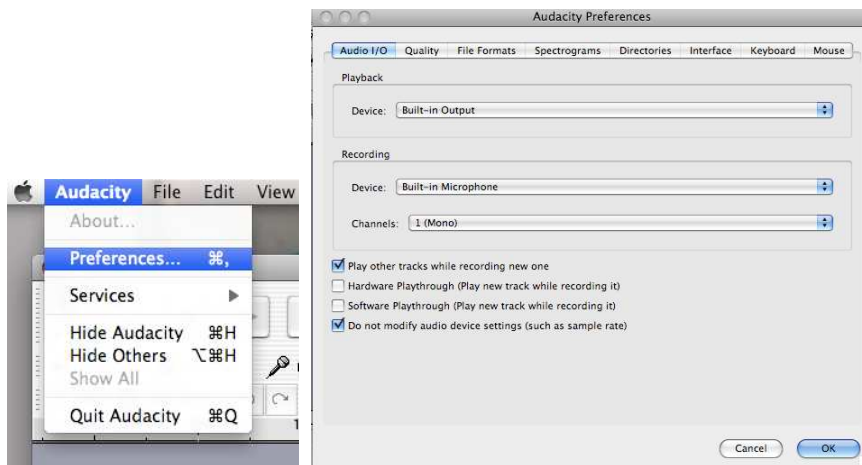 Audacity File Edit View
About...
Preferences... ⌘,
Services
Hide Audacity ⌘H
Hide Others ⌥⌘H
Show All
Quit Audacity ⌘Q
1
Audacity Preferences
Audio I/O Quality File Formats Spectrograms Directories Interface Keyboard Mouse
Playback
Device: Built-in Output
Recording
Device: Built-in Microphone
Channels: 1 (Mono)
Play other tracks while recording new one
Hardware Playthrough (Play new track while recording it)
Software Playthrough (Play new track while recording it)
Do not modify audio device settings (such as sample rate)
Cancel OK